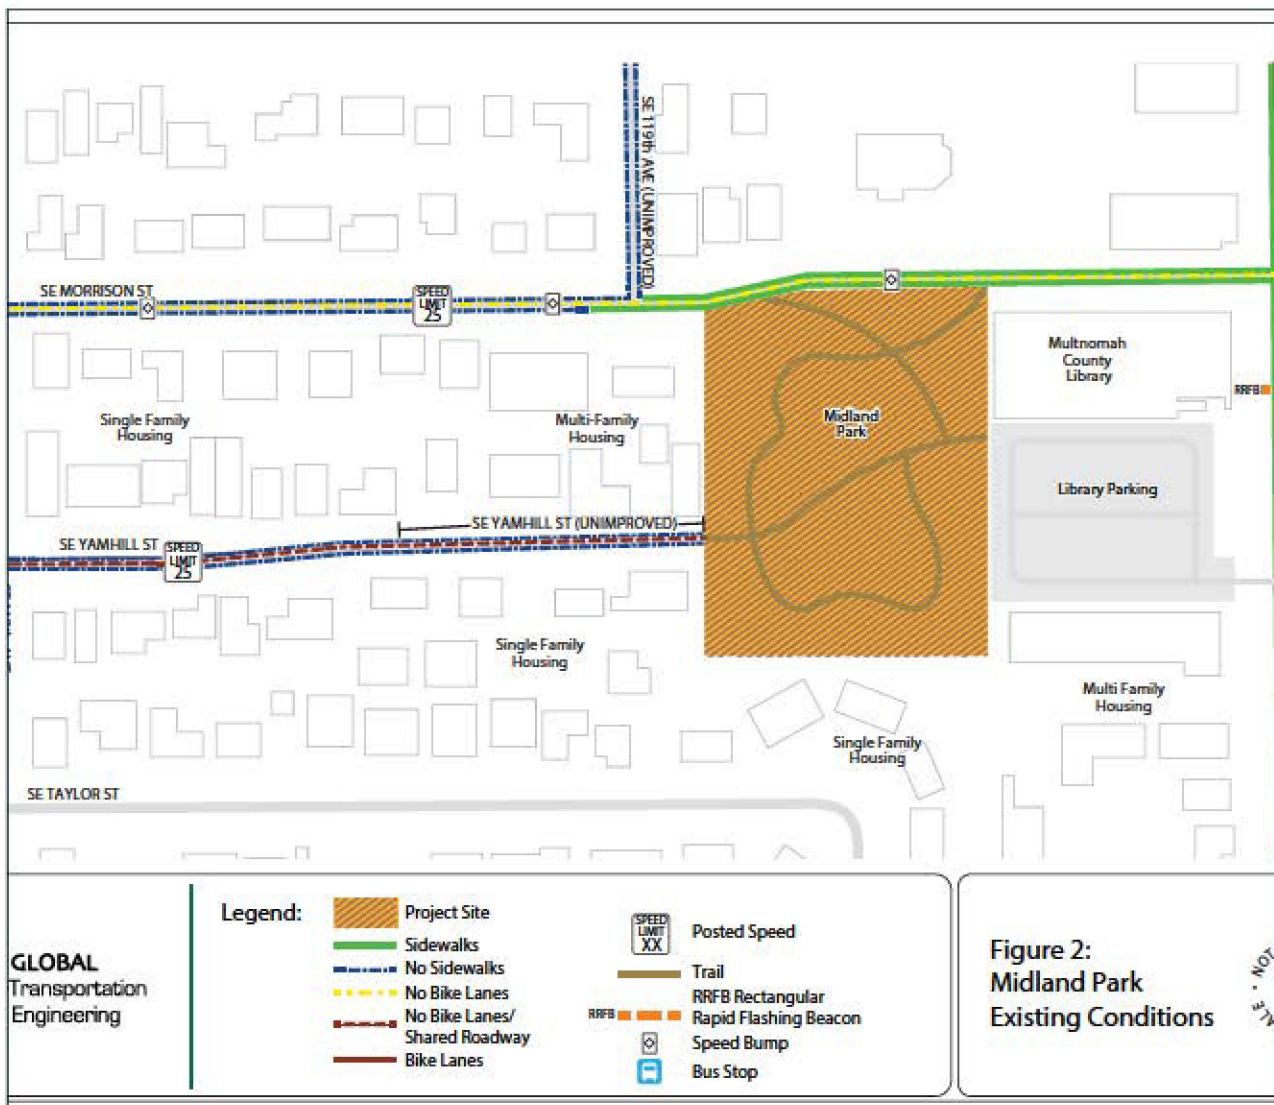 SE 119th AVE (UNIMPROVED)
SE MORRISON ST
SPEED
LIMIT
25
Multnomah
County
Library
RRFB
Single Family
Housing
Multi-Family
Housing
Midland
Park
Library Parking
SE YAMHILL ST (UNIMPROVED)
SE YAMHILL ST
SPEED
LIMIT
25
Single Family
Housing
Multi Family
Housing
Single Family
Housing
SE TAYLOR ST
GLOBAL
Transportation
Engineering
Legend:
Project Site
Sidewalks
No Sidewalks
No Bike Lanes
No Bike Lanes/
Shared Roadway
Bike Lanes
SPEED
LIMIT
XX
Posted Speed
Trail
RRFB
RRFB Rectangular
Rapid Flashing Beacon
Speed Bump
Bus Stop
Figure 2:
Midland Park
Existing Conditions
NOT